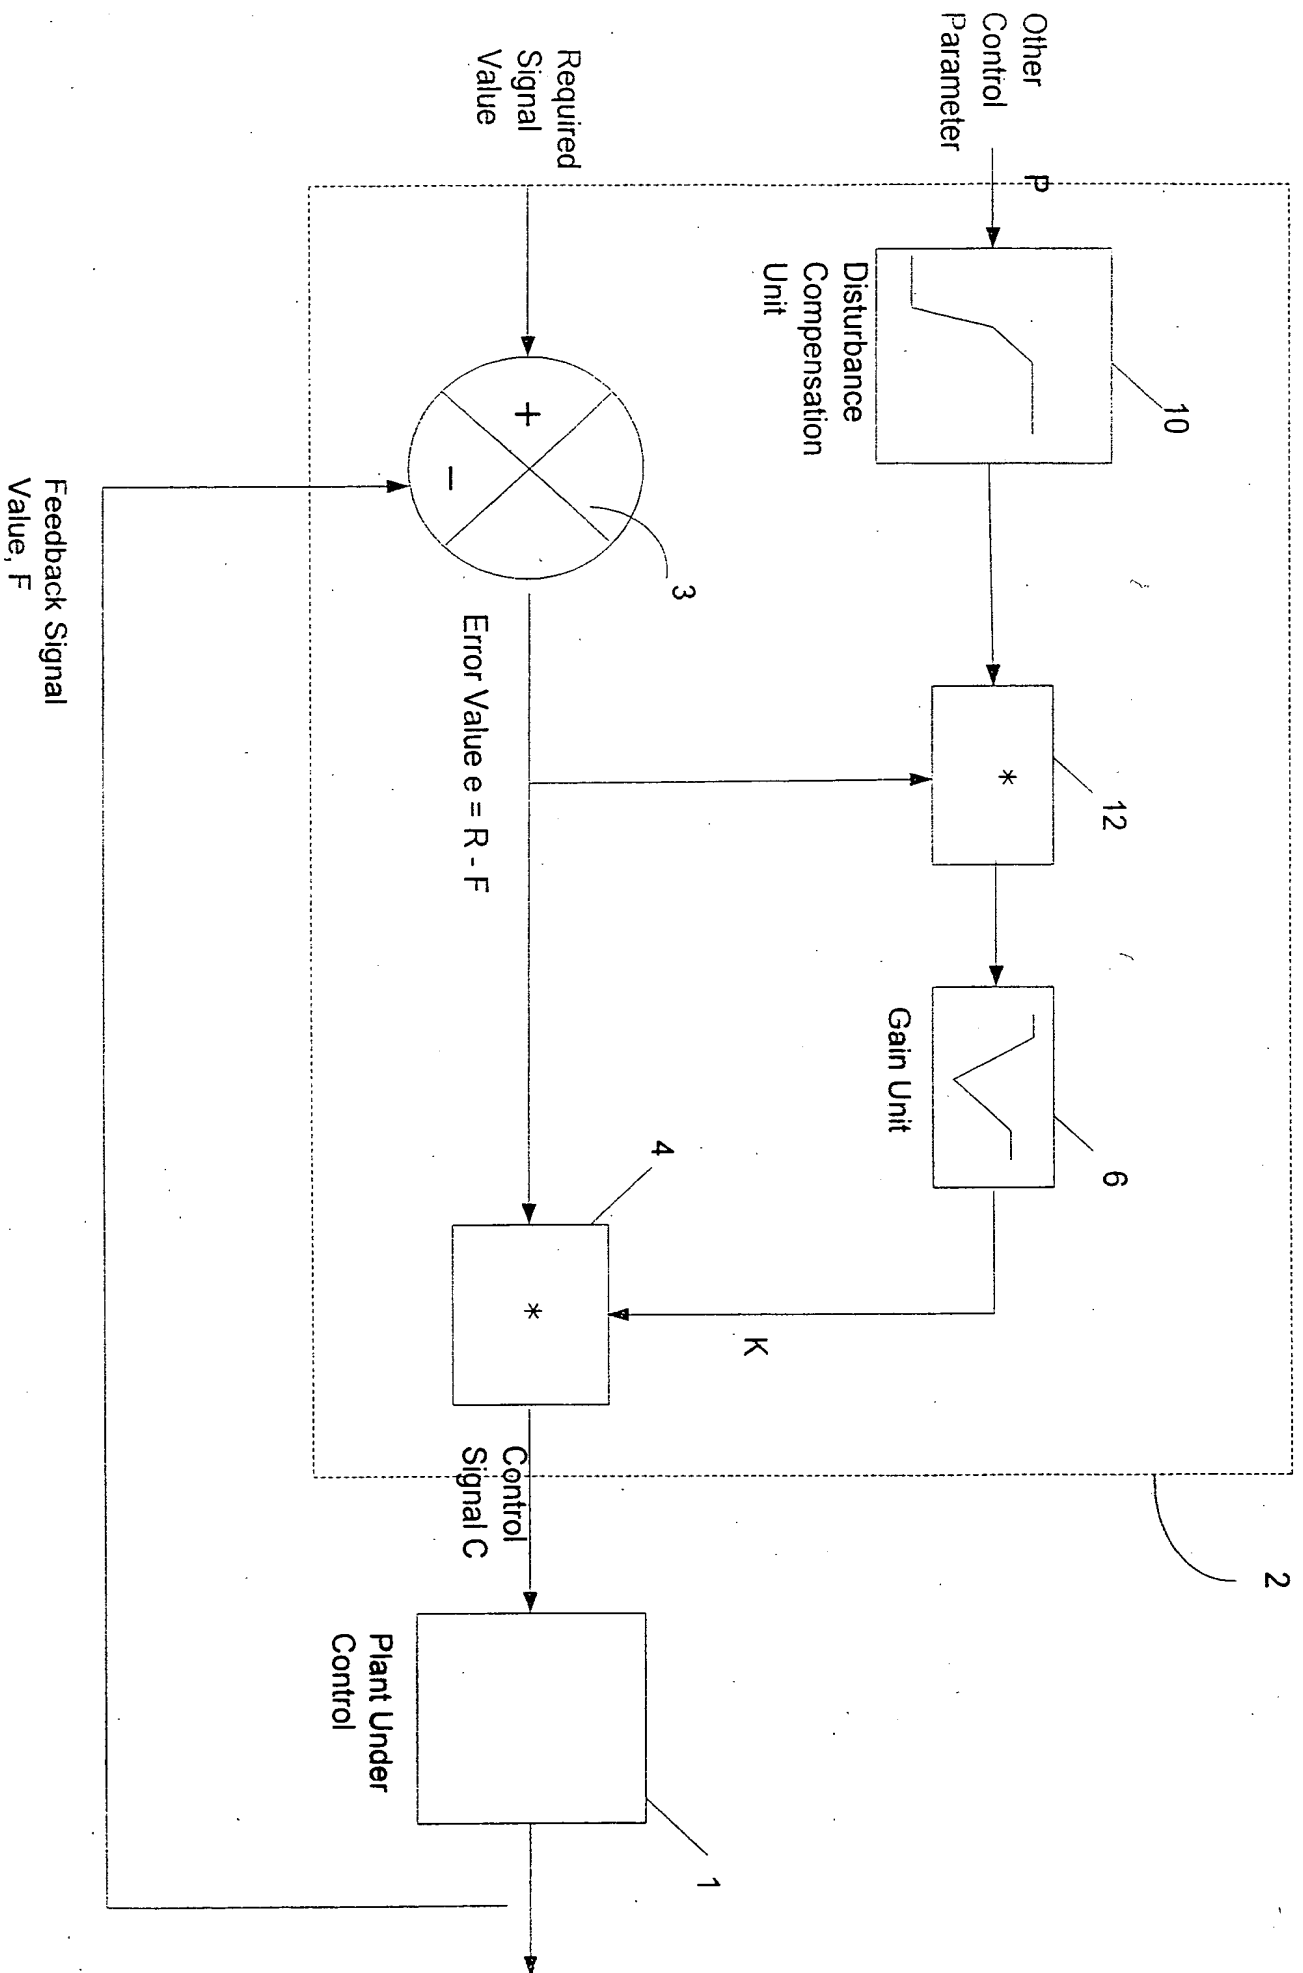 Other
Control
Parameter
P
10
Disturbance
Compensation
Unit
*
12
Gain Unit
6
K
2
Required
Signal
Value
+
-
3
Error Value e = R - F
4
*
Control
Signal C
Plant Under
Control
1
Feedback Signal
Value, F